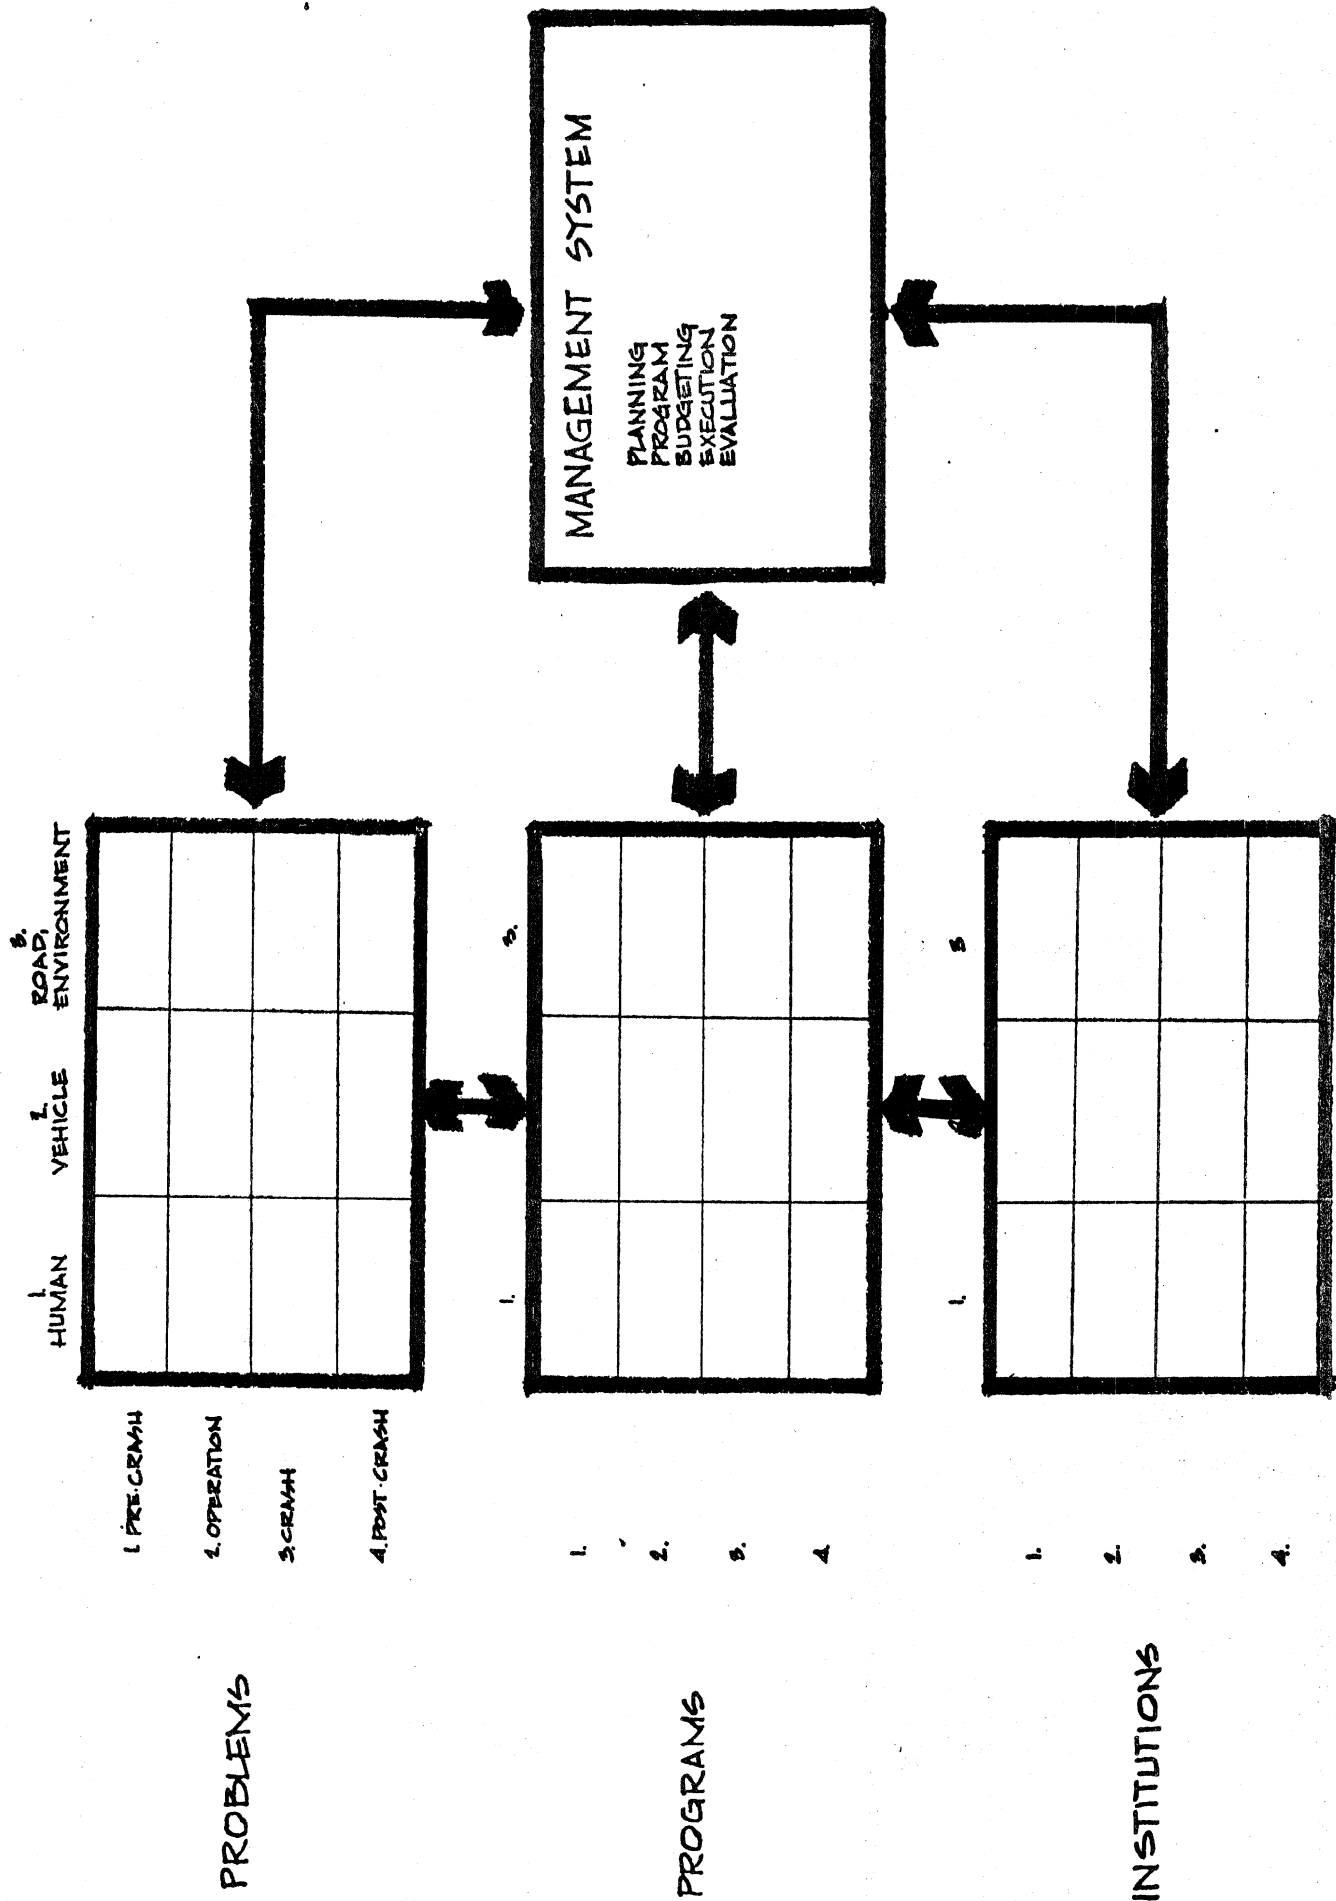 1. 2. 3.
HUMAN VEHICLE ROAD,
ENVIRONMENT
PROBLEMS
1. PRE-CRASH
2. OPERATION
3. CRASH
4. POST-CRASH
MANAGEMENT SYSTEM
PLANNING
PROGRAM
BUDGETING
EXECUTION
EVALUATION
1. 3.
PROGRAMS
1.
2.
3.
4.
1. 3
INSTITUTIONS
1.
2.
3.
4.